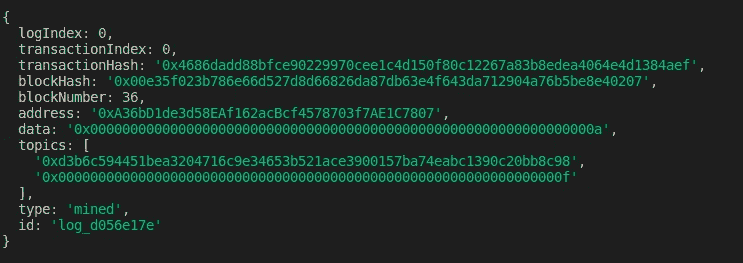 {
logIndex: 0,
transactionIndex: 0,
transactionHash: '0x4686dadd88bfce90229970cee1c4d150f80c12267a83b8edea4064e4d1384aef',
blockHash: '0x00e35f023b786e66d527d8d66826da87db63e4f643da712904a76b5be8e40207',
blockNumber: 36,
address: '0xA36bD1de3d58EAf162acBcf4578703f7AE1C7807',
data: '0x000000000000000000000000000000000000000000000000000000000000000a',
topics: [
'0xd3b6c594451bea3204716c9e34653b521ace3900157ba74eabc1390c20bb8c98',
'0x000000000000000000000000000000000000000000000000000000000000000f'
],
type: 'mined',
id: 'log_d056e17e'
}